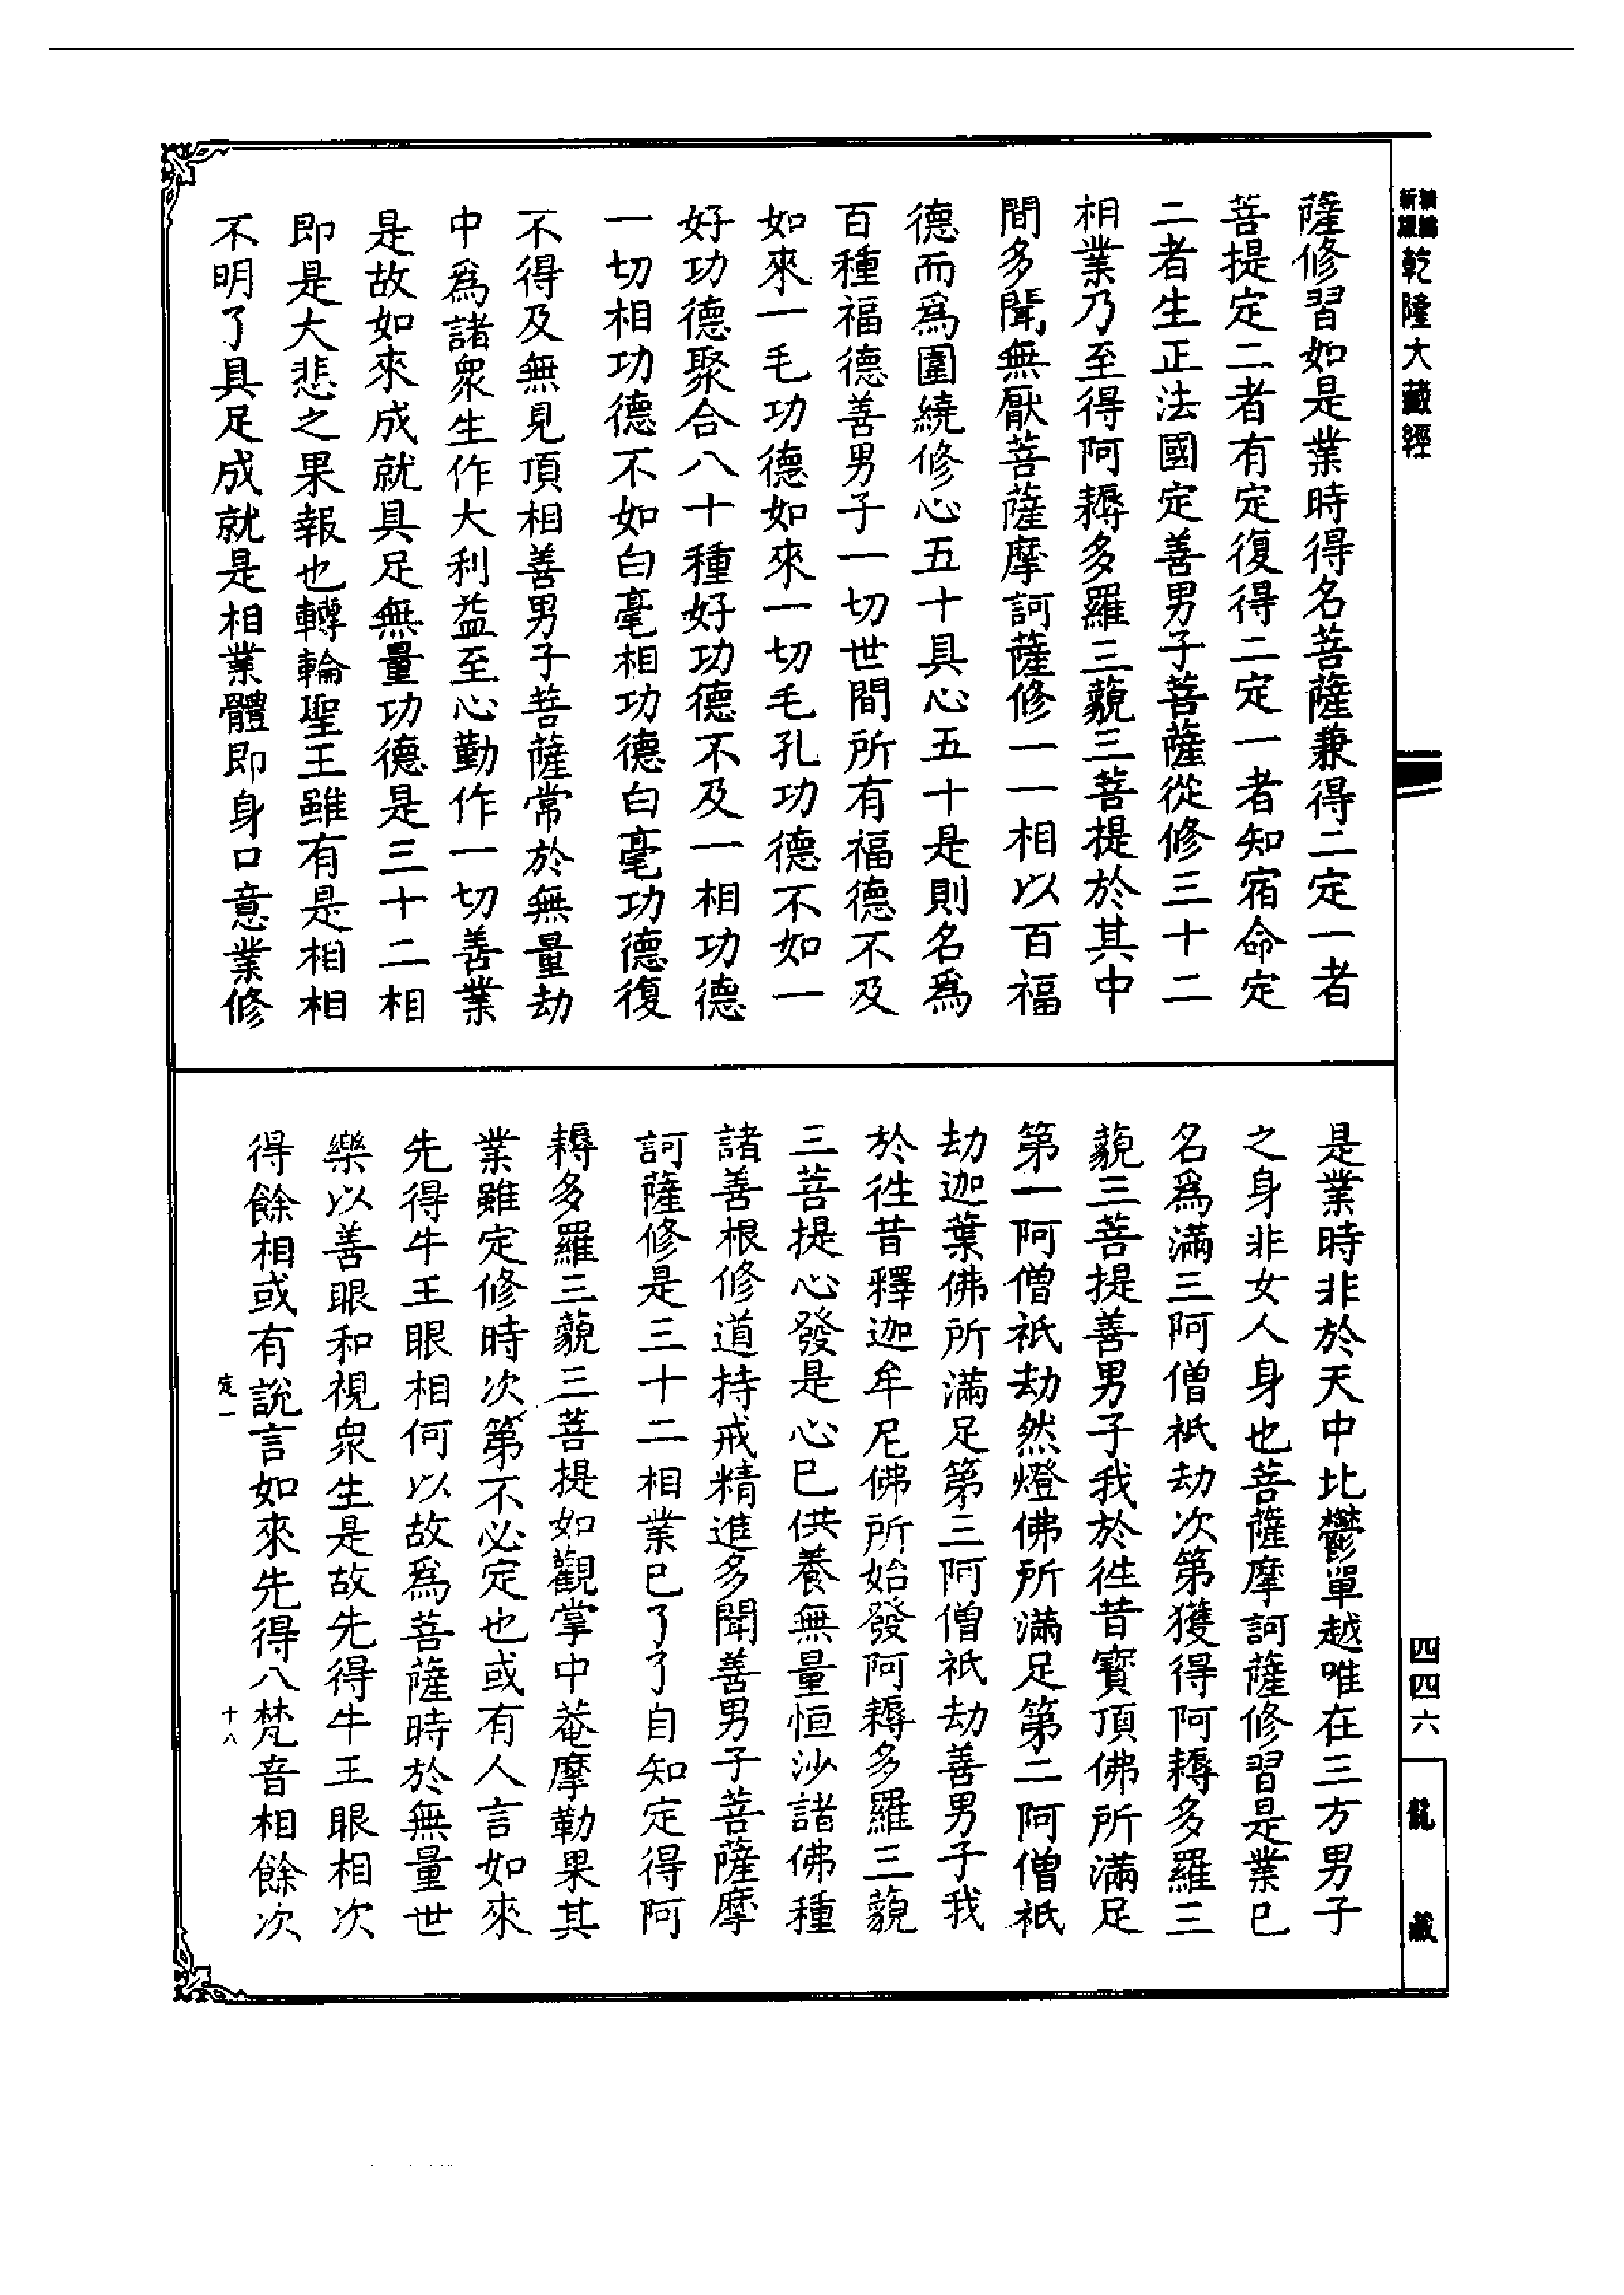 新編
縮版
乾隆大藏經
薩修習如是業時得名菩薩兼得二定一者
菩提定二者有定復得二定一者知宿命定
二者生正法國定善男子菩薩從修三十二
相業乃至得阿耨多羅三藐三菩提於其中
間多聞無厭菩薩摩訶薩修一一相以百福
德而爲圍繞修心五十具心五十是則名爲
百種福德善男子一切世間所有福德不及
如來一毛功德如來一切毛孔功德不如一
好功德聚合八十種好功德不及一相功德
一切相功德不如白毫相功德白毫功德復
不得及無見頂相善男子菩薩常於無量劫
中爲諸衆生作大利益至心勤作一切善業
是故如來成就具足無量功德是三十二相
即是大悲之果報也轉輪聖王雖有是相相
不明了具足成就是相業體即身口意業修
是業時非於天中北鬱單越唯在三方男子
之身非女人身也菩薩摩訶薩修習是業已
名爲滿三阿僧祇劫次第獲得阿耨多羅三
藐三菩提善男子我於徃昔寶頂佛所滿足
第一阿僧祇劫然燈佛所滿足第二阿僧祇
劫迦葉佛所滿足第三阿僧祇劫善男子我
於徃昔釋迦牟尼佛所始發阿耨多羅三藐
三菩提心發是心已供養無量恒沙諸佛種
諸善根修道持戒精進多聞善男子菩薩摩
訶薩修是三十二相業已了了自知定得阿
耨多羅三藐三菩提如觀掌中菴摩勒果其
業雖定修時次第不必定也或有人言如來
先得牛王眼相何以故爲菩薩時於無量世
樂以善眼和視衆生是故先得牛王眼相次
得餘相或有說言如來先得八梵音相餘次
定一
十八
四四六
龍藏